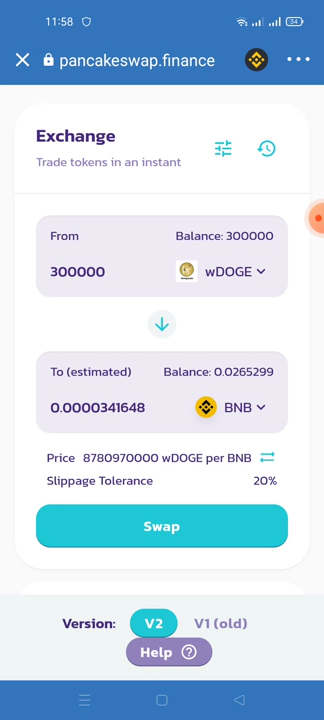 11:58
54
pancakeswap.finance
Exchange
Trade tokens in an instant
From Balance: 300000
300000 wDOGE
To (estimated) Balance: 0.0265299
0.0000341648 BNB
Price 8780970000 wDOGE per BNB
Slippage Tolerance 20%
Swap
Version: V2 V1 (old)
Help